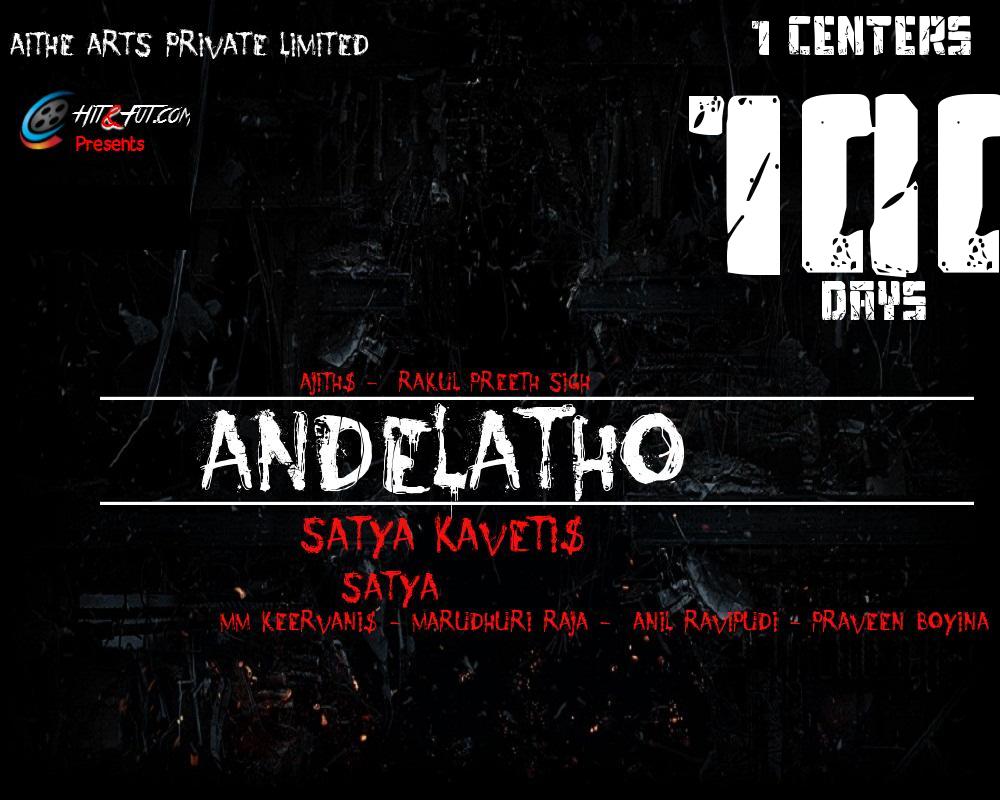 AITHE ARTS PRIVATE LIMITED
1 CENTERS
HIT&FUT.COM
Presents
100
DAYS
AJITH$ - RAKUL PREETH SIGH
ANDELATHO
SATYA KAVETI$
SATYA
MM KEERVANI$ - MARUDHURI RAJA - ANIL RAVIPUDI - PRAVEEN BOYINA